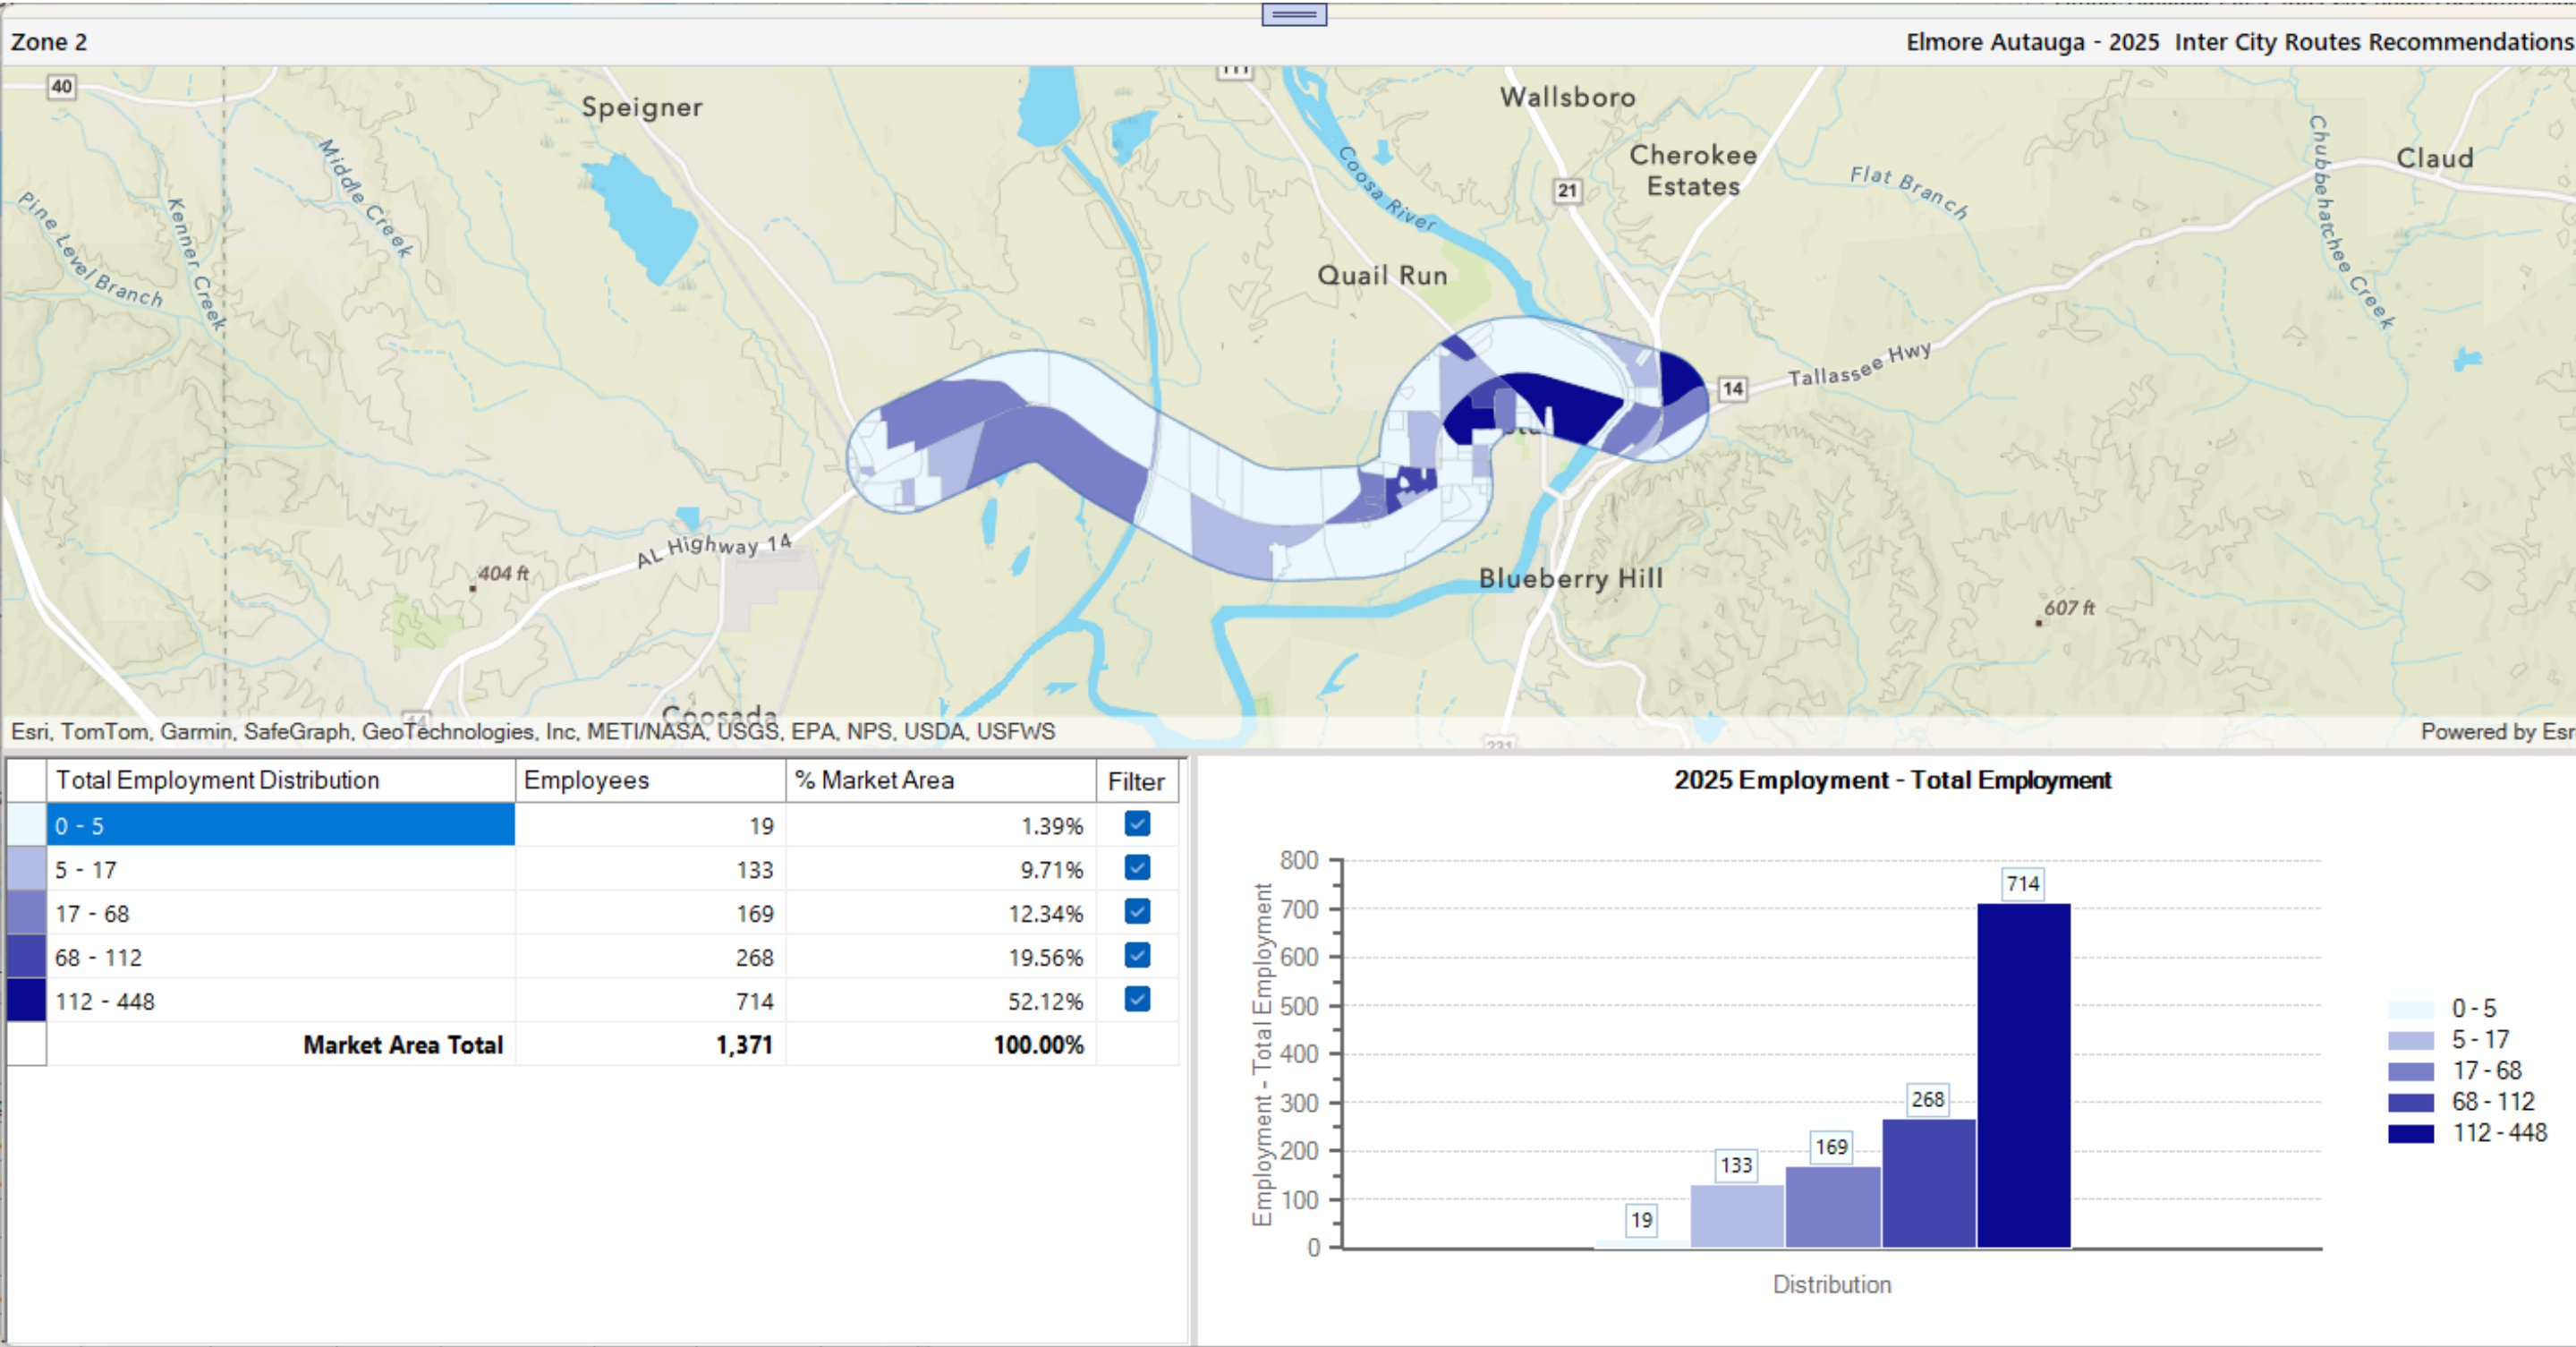 Zone 2
Elmore Autauga - 2025 Inter City Routes Recommendations
40
Speigner
111
Wallsboro
Cherokee
Estates
21
Flat Branch
Claud
Chubbehatchee Creek
Pine Level Branch
Kenner Creek
Middle Creek
Coosa River
Quail Run
14
Tallassee Hwy
AL Highway 14
404 ft
Blueberry Hill
607 ft
Coosada
14
231
Esri, TomTom, Garmin, SafeGraph, GeoTechnologies, Inc, METI/NASA, USGS, EPA, NPS, USDA, USFWS
Powered by Esr
Total Employment Distribution Employees % Market Area Filter
0 - 5 19 1.39%
5 - 17 133 9.71%
17 - 68 169 12.34%
68 - 112 268 19.56%
112 - 448 714 52.12%
Market Area Total 1,371 100.00%
2025 Employment - Total Employment
Employment - Total Employment
800
700
600
500
400
300
200
100
0
19
133
169
268
714
Distribution
0 - 5
5 - 17
17 - 68
68 - 112
112 - 448